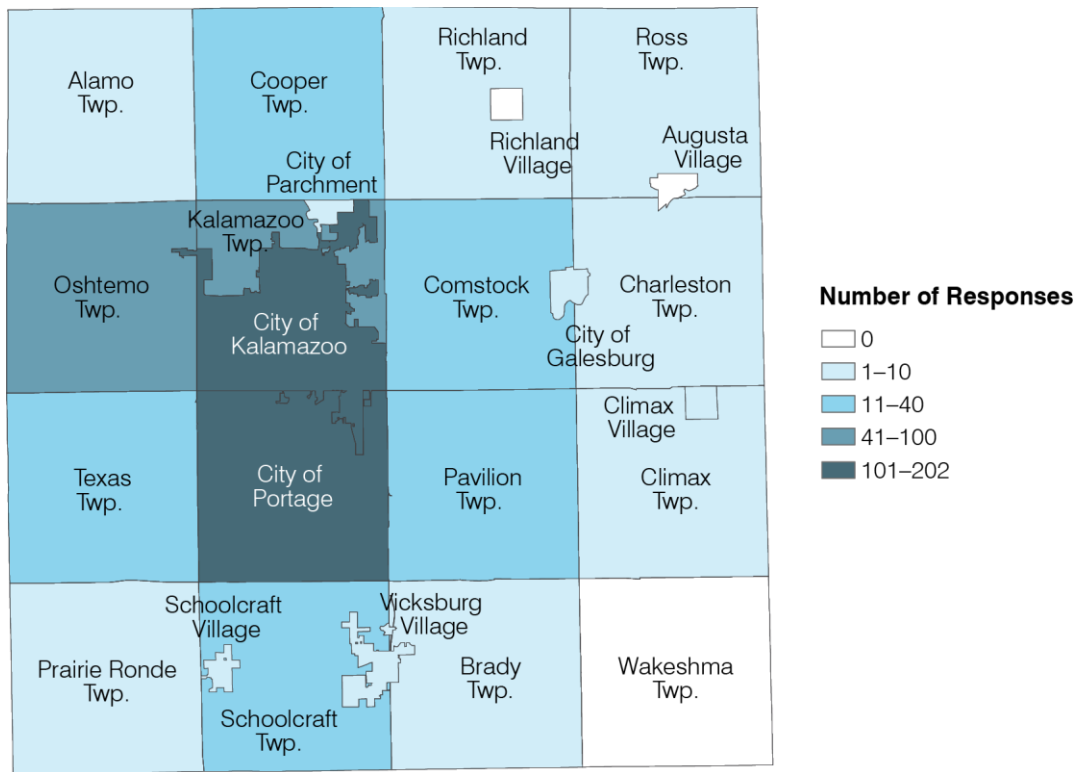 Alamo
Twp.
Cooper
Twp.
Richland
Twp.
Ross
Twp.
Richland
Village
Augusta
Village
City of
Parchment
Kalamazoo
Twp.
Oshtemo
Twp.
City of
Kalamazoo
Comstock
Twp.
City of
Galesburg
Charleston
Twp.
Texas
Twp.
City of
Portage
Pavilion
Twp.
Climax
Village
Climax
Twp.
Prairie Ronde
Twp.
Schoolcraft
Village
Schoolcraft
Twp.
Vicksburg
Village
Brady
Twp.
Wakeshma
Twp.
Number of Responses
0
1–10
11–40
41–100
101–202